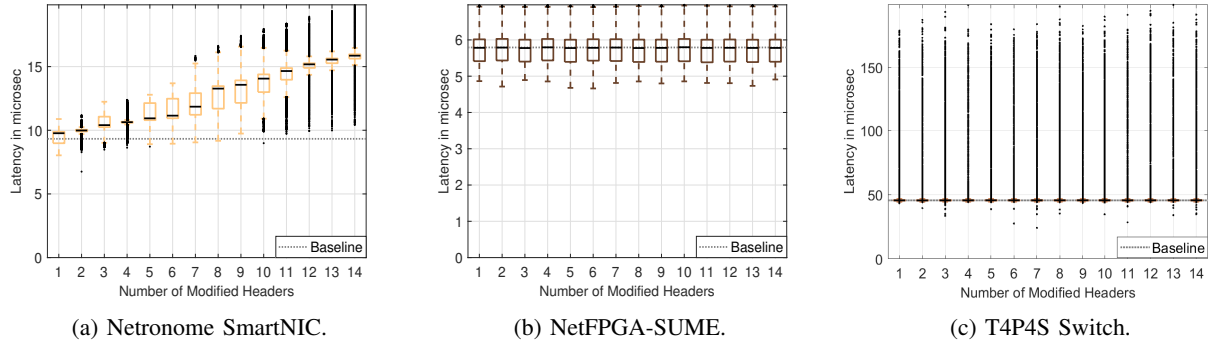 Latency in microsec
15
10
5
0
Baseline
1 2 3 4 5 6 7 8 9 10 11 12 13 14
Number of Modified Headers
(a) Netronome SmartNIC.
Latency in microsec
6
5
4
3
2
1
0
Baseline
1 2 3 4 5 6 7 8 9 10 11 12 13 14
Number of Modified Headers
(b) NetFPGA-SUME.
Latency in microsec
150
100
50
0
Baseline
1 2 3 4 5 6 7 8 9 10 11 12 13 14
Number of Modified Headers
(c) T4P4S Switch.